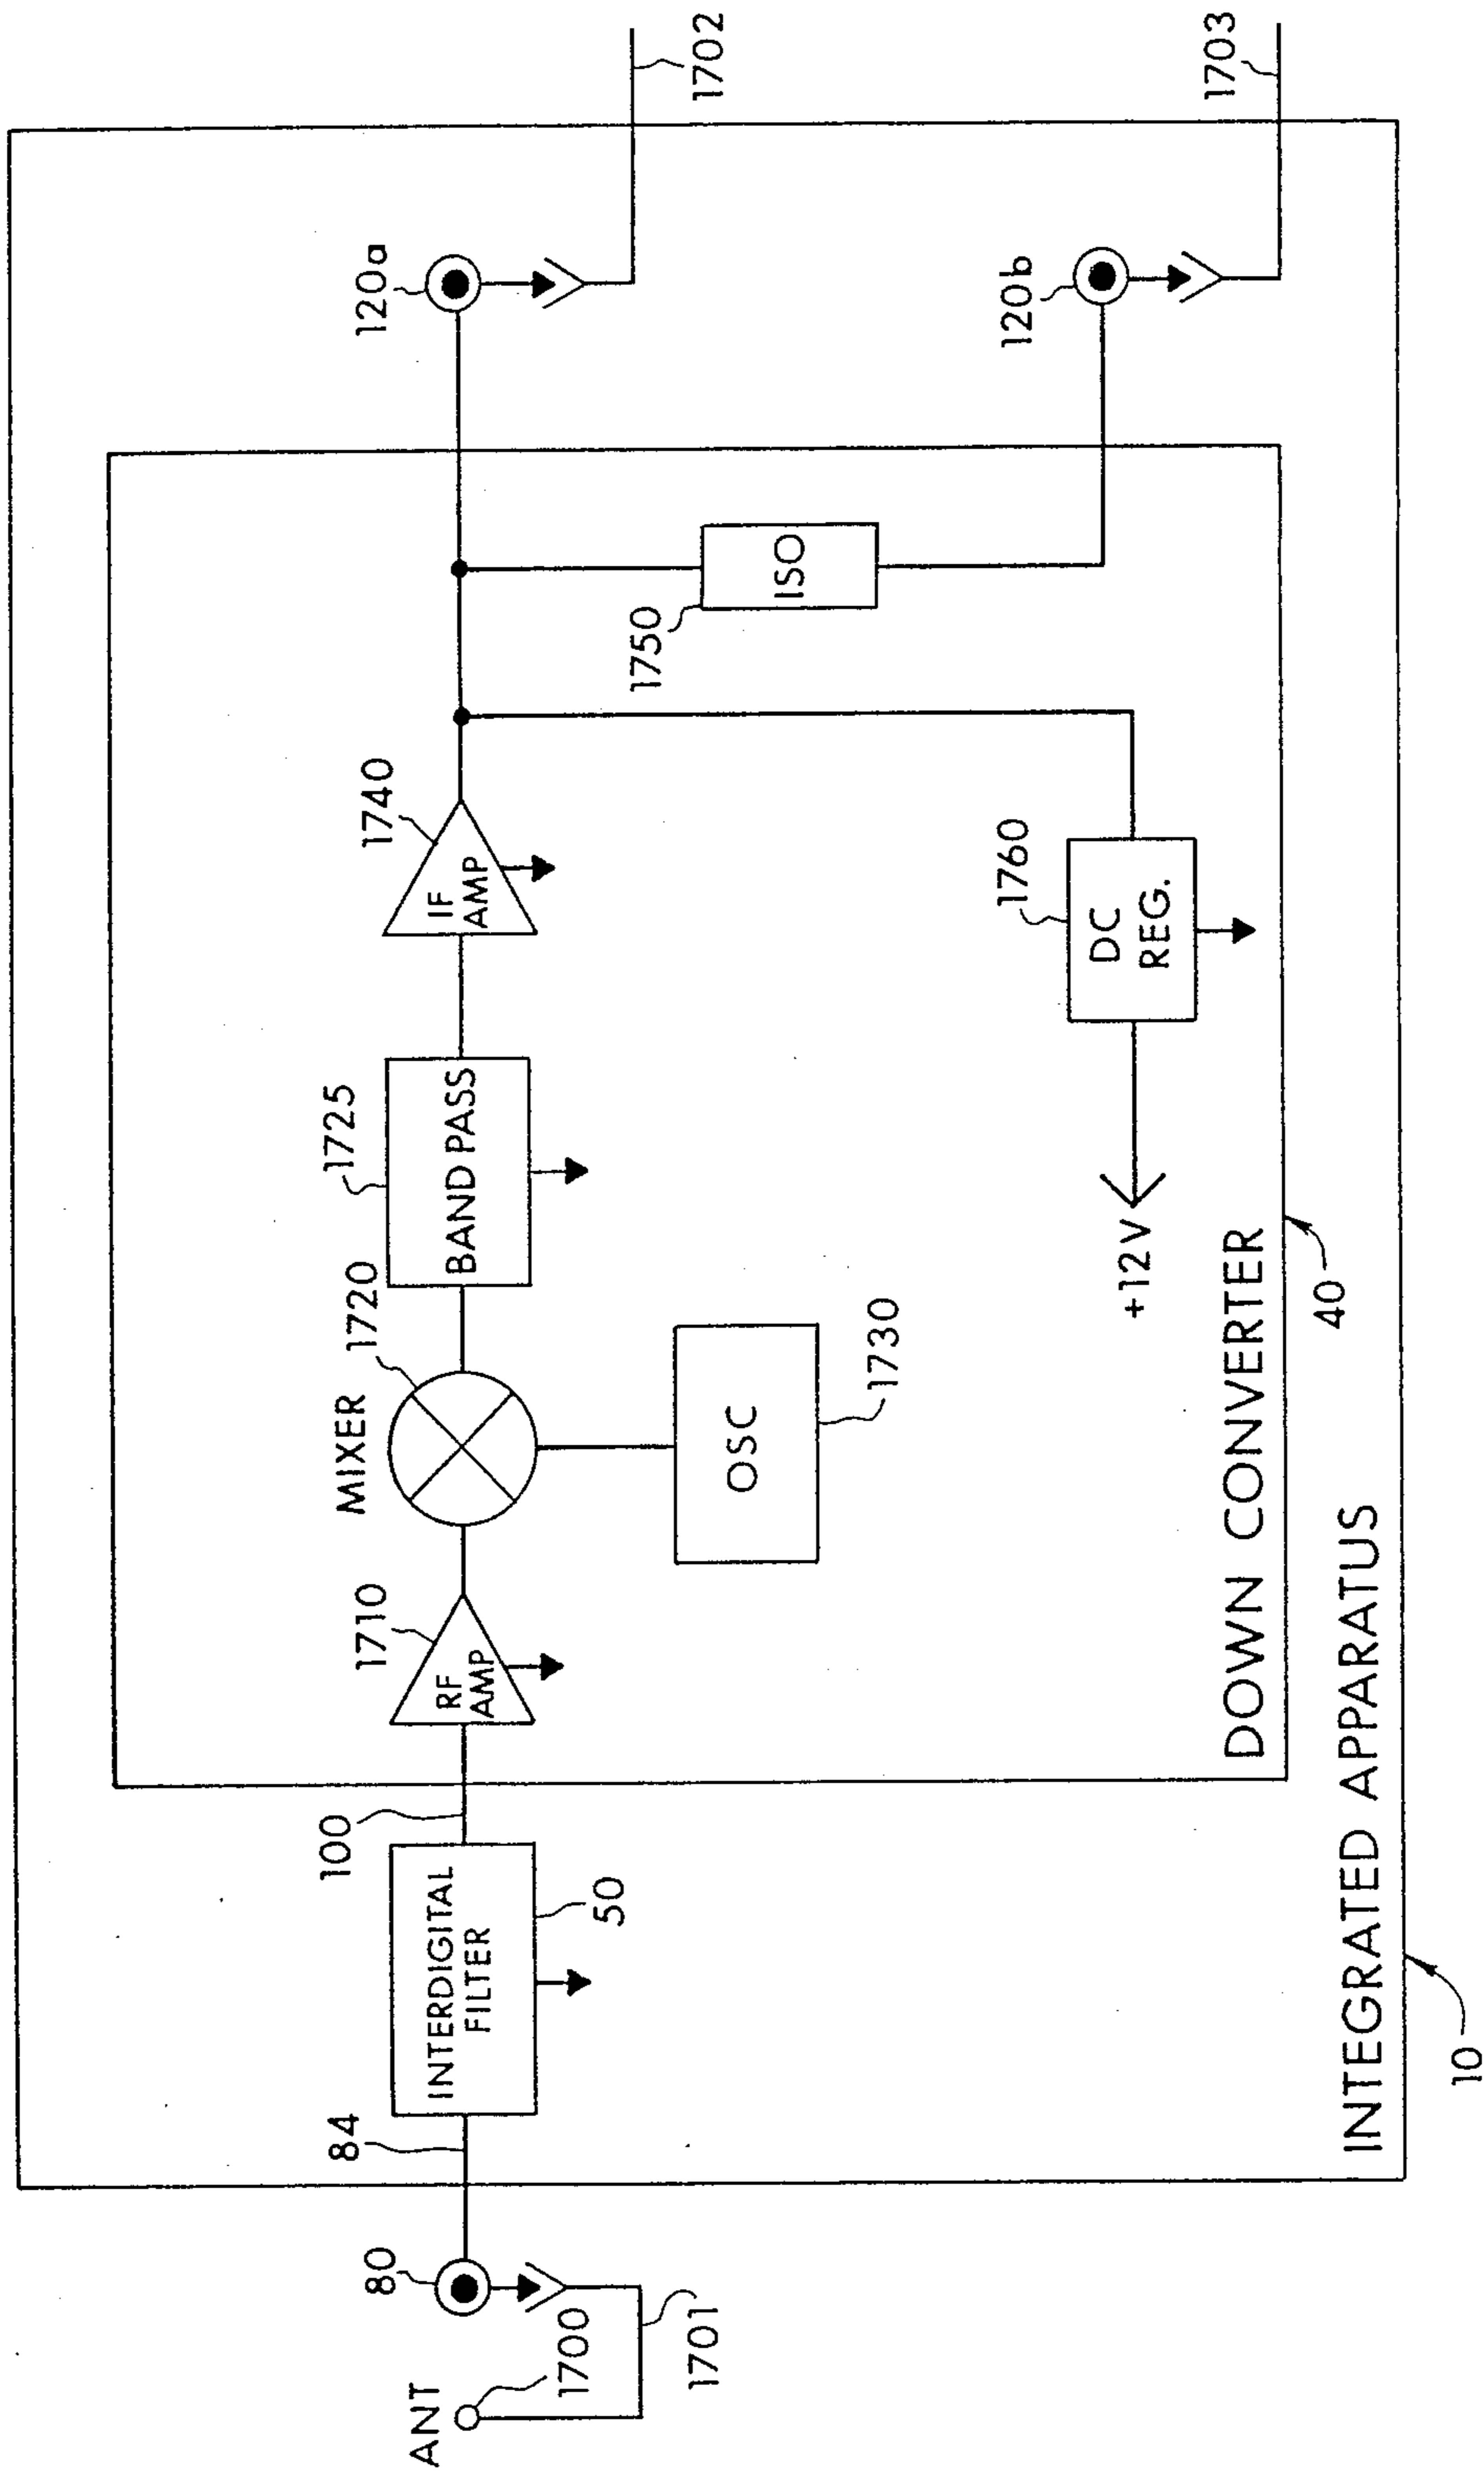 ANT
1700
1701
80
84
INTERDIGITAL
FILTER
50
100
RF
AMP
1710
MIXER
1720
OSC
1730
BAND PASS
1725
IF
AMP
1740
+12V
DC
REG.
1760
ISO
1750
120a
120b
1702
1703
DOWN CONVERTER
40
INTEGRATED APPARATUS
10